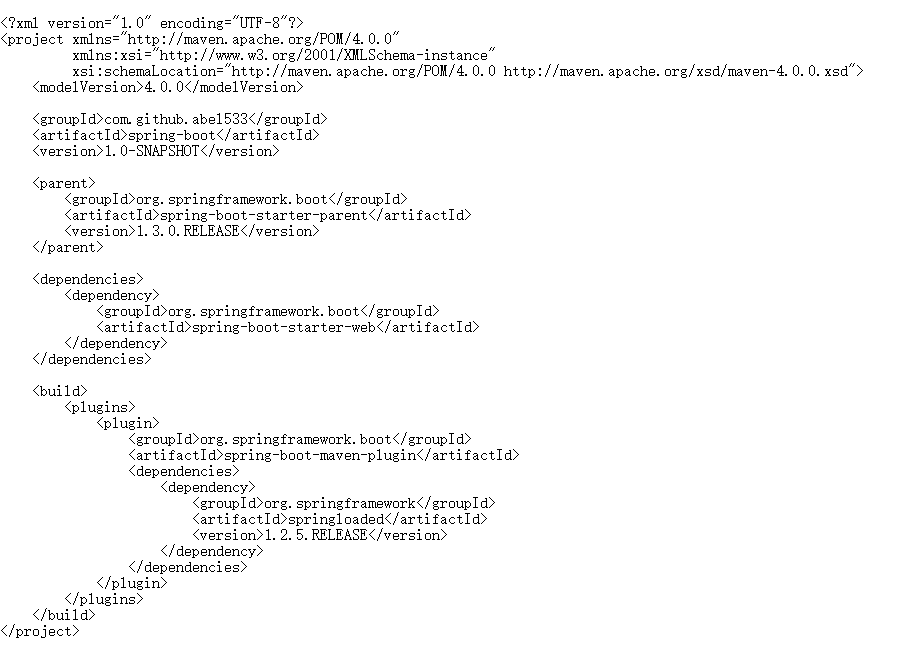 <?xml version="1.0" encoding="UTF-8"?>
<project xmlns="http://maven.apache.org/POM/4.0.0"
         xmlns:xsi="http://www.w3.org/2001/XMLSchema-instance"
         xsi:schemaLocation="http://maven.apache.org/POM/4.0.0 http://maven.apache.org/xsd/maven-4.0.0.xsd">
    <modelVersion>4.0.0</modelVersion>

    <groupId>com.github.abel533</groupId>
    <artifactId>spring-boot</artifactId>
    <version>1.0-SNAPSHOT</version>

    <parent>
        <groupId>org.springframework.boot</groupId>
        <artifactId>spring-boot-starter-parent</artifactId>
        <version>1.3.0.RELEASE</version>
    </parent>

    <dependencies>
        <dependency>
            <groupId>org.springframework.boot</groupId>
            <artifactId>spring-boot-starter-web</artifactId>
        </dependency>
    </dependencies>

    <build>
        <plugins>
            <plugin>
                <groupId>org.springframework.boot</groupId>
                <artifactId>spring-boot-maven-plugin</artifactId>
                <dependencies>
                    <dependency>
                        <groupId>org.springframework</groupId>
                        <artifactId>springloaded</artifactId>
                        <version>1.2.5.RELEASE</version>
                    </dependency>
                </dependencies>
            </plugin>
        </plugins>
    </build>
</project>